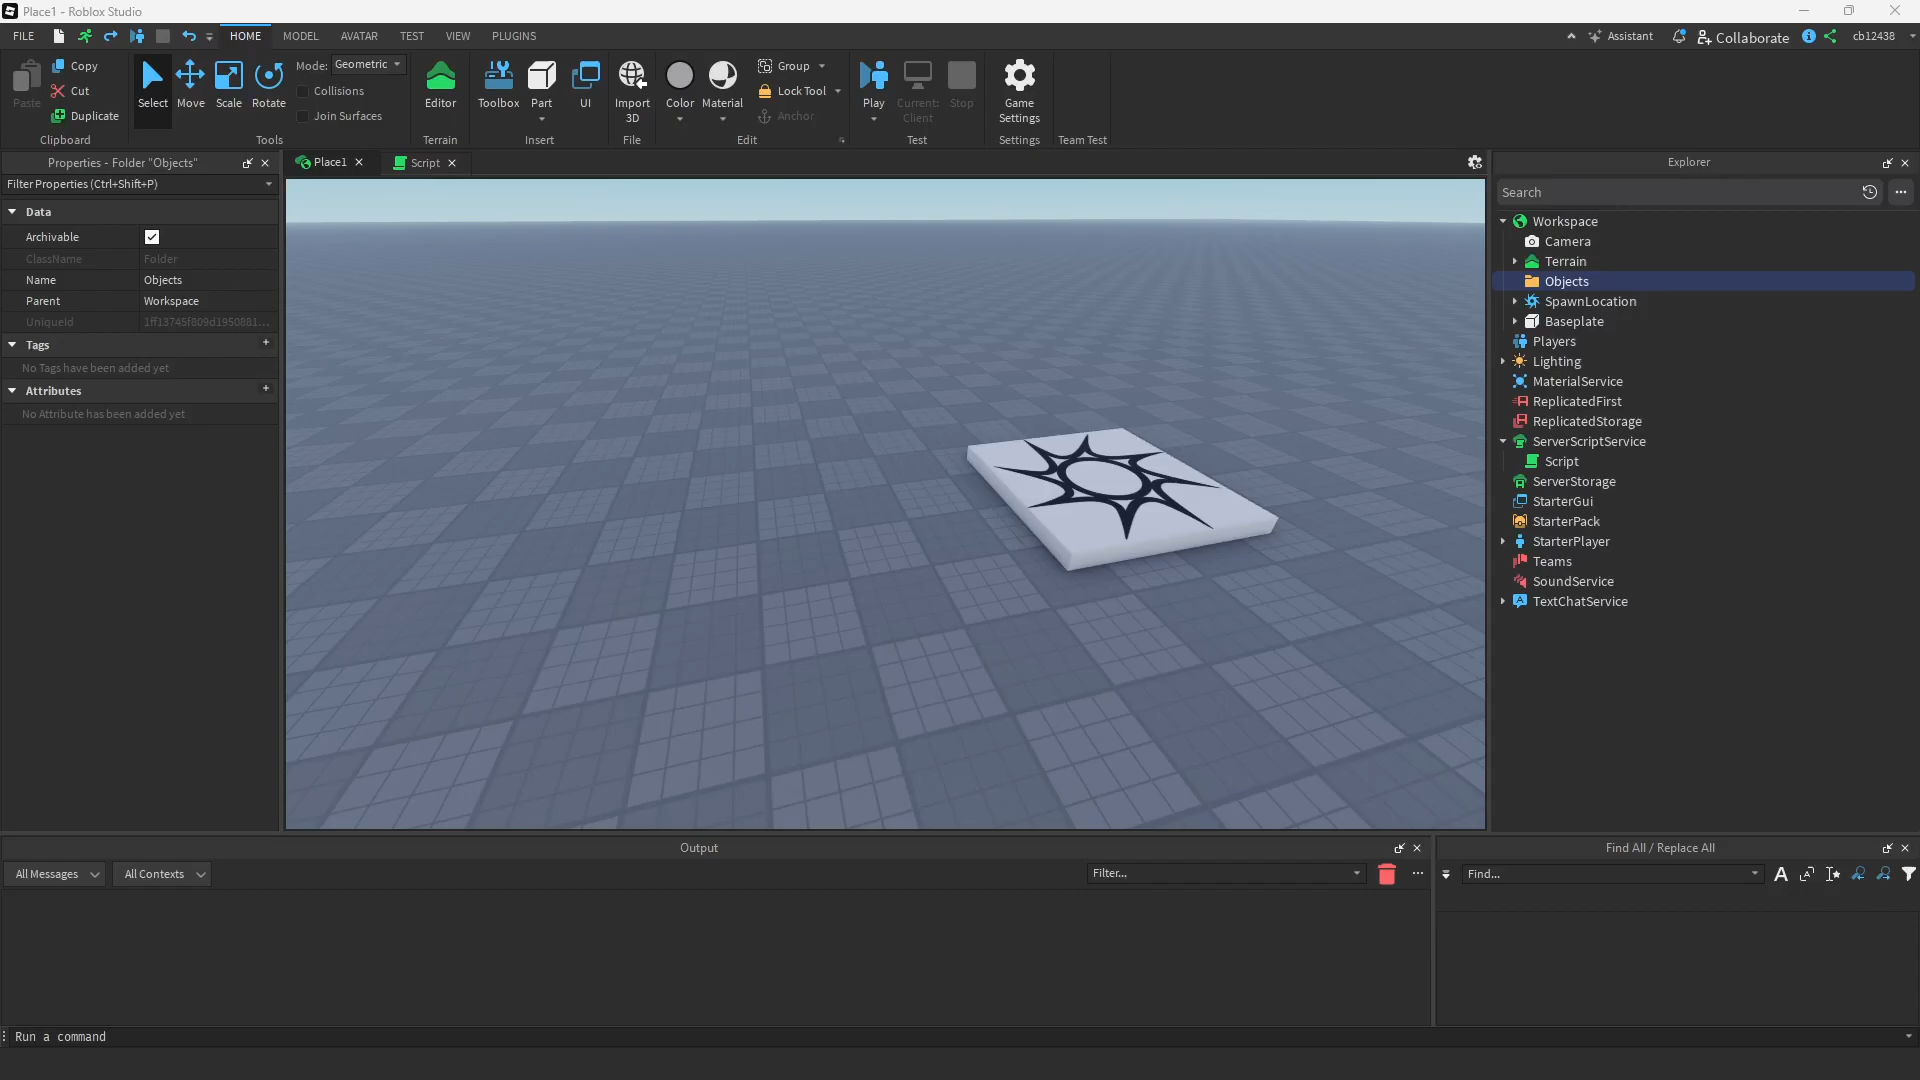 Place1 - Roblox Studio
FILE
HOME
MODEL
AVATAR
TEST
VIEW
PLUGINS
Assistant
Collaborate
cb12438
Paste
Copy
Cut
Duplicate
Clipboard
Select
Move
Scale
Rotate
Mode: Geometric
Collisions
Join Surfaces
Tools
Editor
Terrain
Toolbox
Part
UI
Insert
Import
3D
File
Color
Material
Group
Lock Tool
Anchor
Edit
Play
Current:
Client
Stop
Test
Game
Settings
Settings
Team Test
Properties - Folder "Objects"
Filter Properties (Ctrl+Shift+P)
Data
Archivable
ClassName Folder
Name Objects
Parent Workspace
UniqueId 1ff13745f809d1950881...
Tags
No Tags have been added yet
Attributes
No Attribute has been added yet
Place1
Script
Explorer
Search
Workspace
Camera
Terrain
Objects
SpawnLocation
Baseplate
Players
Lighting
MaterialService
ReplicatedFirst
ReplicatedStorage
ServerScriptService
Script
ServerStorage
StarterGui
StarterPack
StarterPlayer
Teams
SoundService
TextChatService
Output
All Messages
All Contexts
Filter...
Find All / Replace All
Find...
Run a command